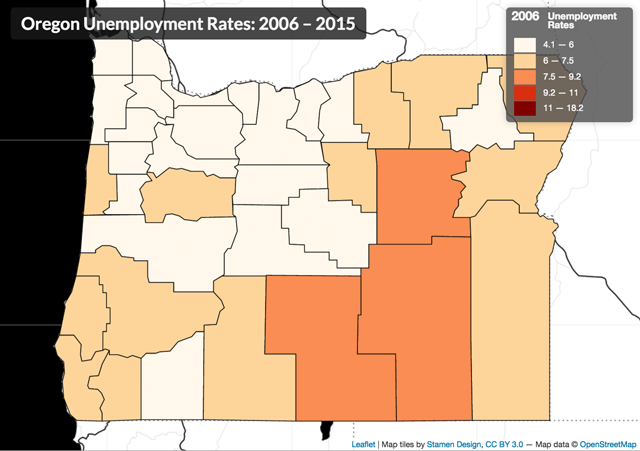 Oregon Unemployment Rates: 2006 – 2015
2006 Unemployment
Rates
4.1 — 6
6 — 7.5
7.5 — 9.2
9.2 — 11
11 — 18.2
Leaflet | Map tiles by Stamen Design, CC BY 3.0 — Map data © OpenStreetMap